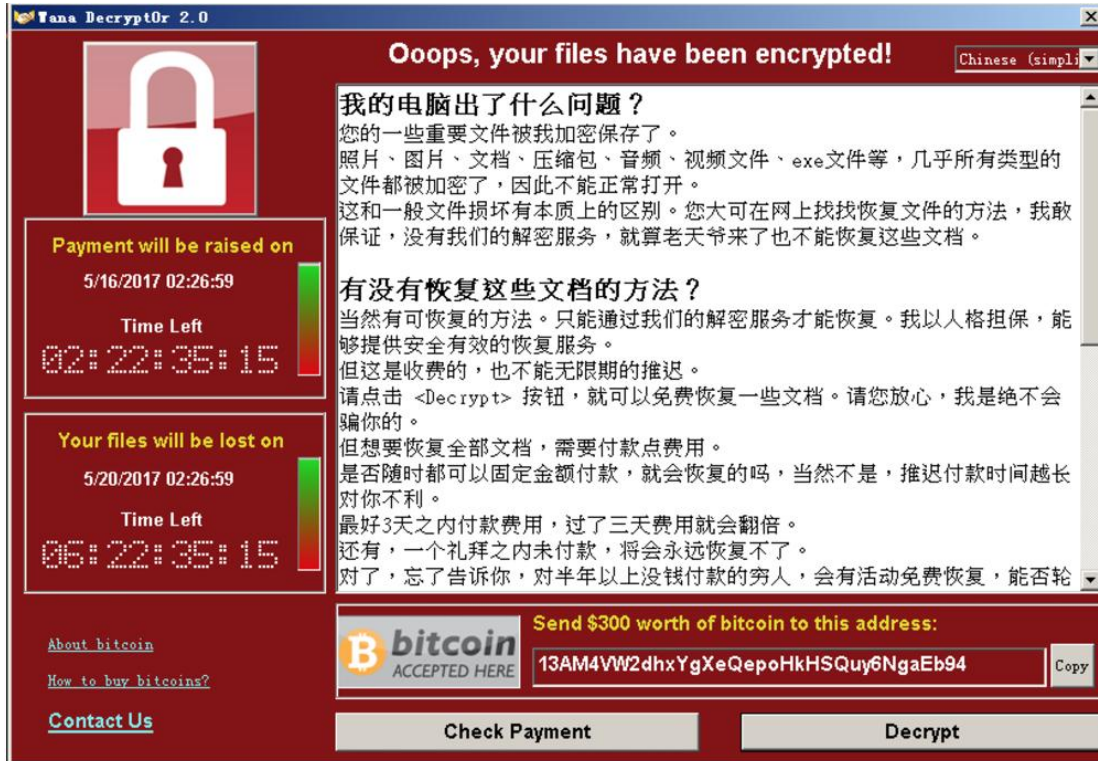 Wana Decrypt0r 2.0
Ooops, your files have been encrypted!
Chinese (simpli
Payment will be raised on
5/16/2017 02:26:59
Time Left
02:22:35:15
Your files will be lost on
5/20/2017 02:26:59
Time Left
06:22:35:15
About bitcoin
How to buy bitcoins?
Contact Us
我的电脑出了什么问题？
您的一些重要文件被我加密保存了。
照片、图片、文档、压缩包、音频、视频文件、exe文件等，几乎所有类型的
文件都被加密了，因此不能正常打开。
这和一般文件损坏有本质上的区别。您大可在网上找找恢复文件的方法，我敢
保证，没有我们的解密服务，就算老天爷来了也不能恢复这些文档。
有没有恢复这些文档的方法？
当然有可恢复的方法。只能通过我们的解密服务才能恢复。我以人格担保，能
够提供安全有效的恢复服务。
但这是收费的，也不能无限期的推迟。
请点击 <Decrypt> 按钮，就可以免费恢复一些文档。请您放心，我是绝不会
骗你的。
但想要恢复全部文档，需要付款点费用。
是否随时都可以固定金额付款，就会恢复的吗，当然不是，推迟付款时间越长
对你不利。
最好3天之内付款费用，过了三天费用就会翻倍。
还有，一个礼拜之内未付款，将会永远恢复不了。
对了，忘了告诉你，对半年以上没钱付款的穷人，会有活动免费恢复，能否轮
bitcoin
ACCEPTED HERE
Send $300 worth of bitcoin to this address:
13AM4VW2dhxYgXeQepoHkHSQuy6NgaEb94
Copy
Check Payment
Decrypt